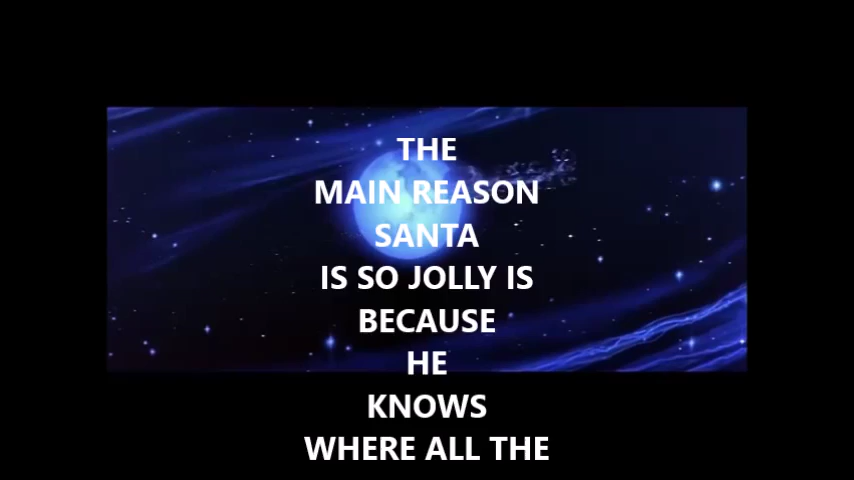 THE
MAIN REASON
SANTA
IS SO JOLLY IS
BECAUSE
HE
KNOWS
WHERE ALL THE